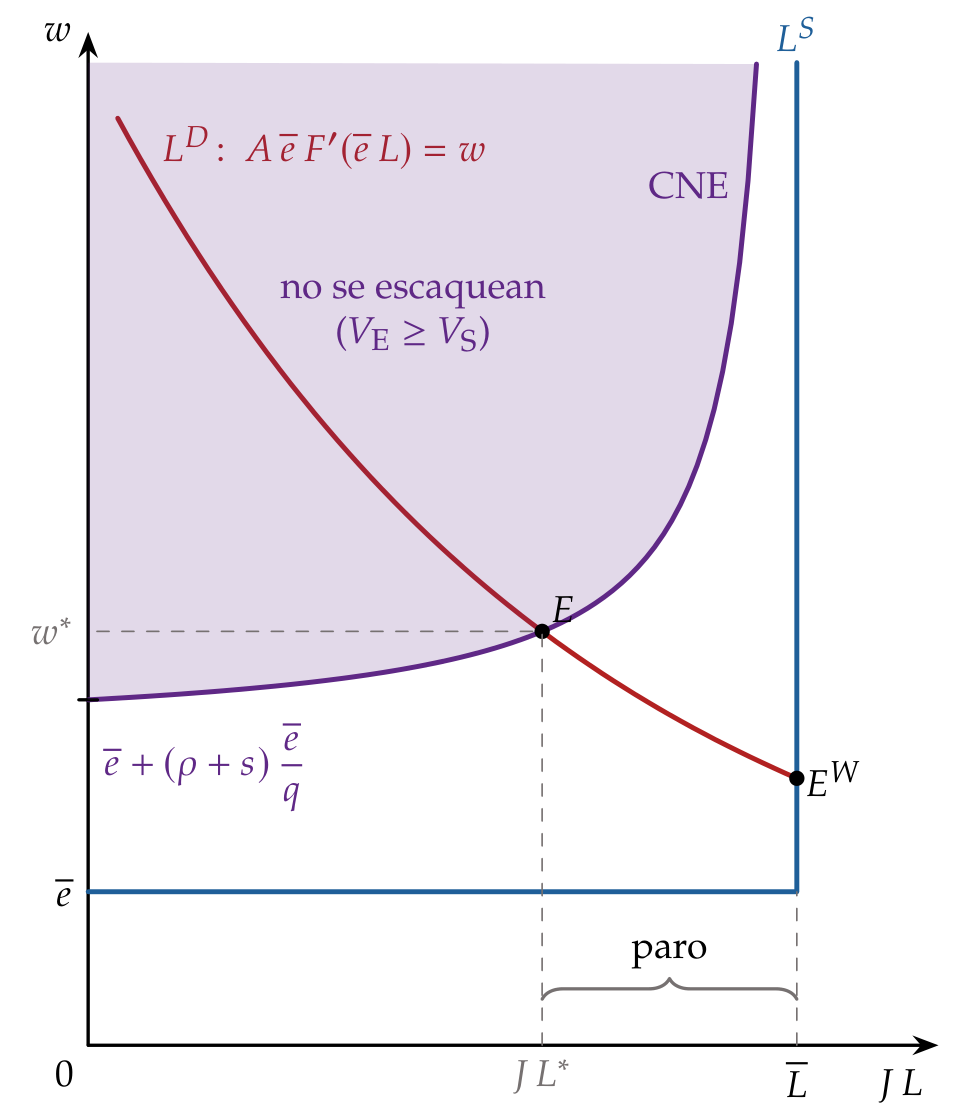 w
L^S
L^D : A e̅ F′(e̅ L) = w
CNE
no se escaquean
(V_E ≥ V_S)
E
w*
e̅ + (ρ + s) e̅/q
E^W
e̅
paro
0
J L*
L̅
J L